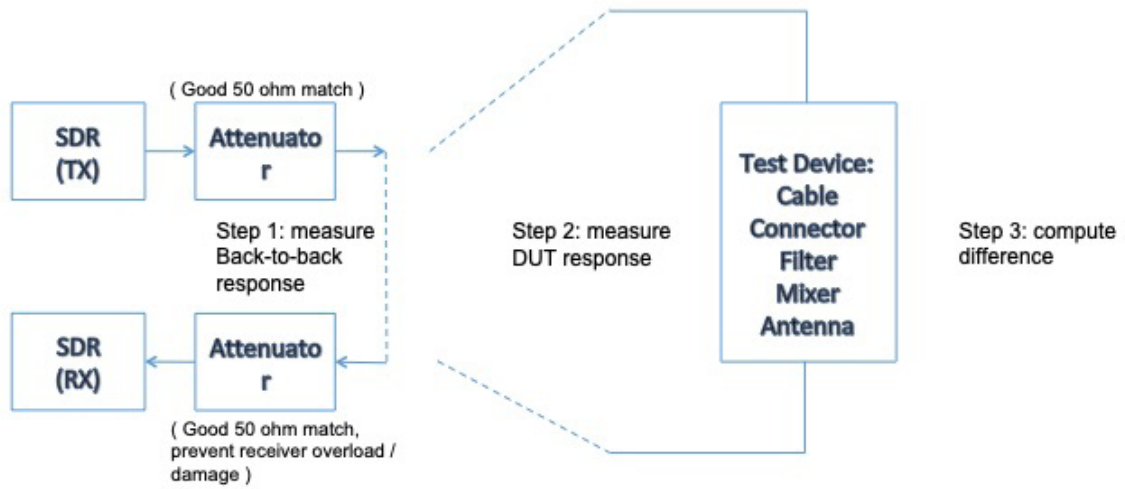 ( Good 50 ohm match )
SDR
(TX)
Attenuato
r
Step 1: measure
Back-to-back
response
SDR
(RX)
Attenuato
r
( Good 50 ohm match,
prevent receiver overload /
damage )
Step 2: measure
DUT response
Test Device:
Cable
Connector
Filter
Mixer
Antenna
Step 3: compute
difference